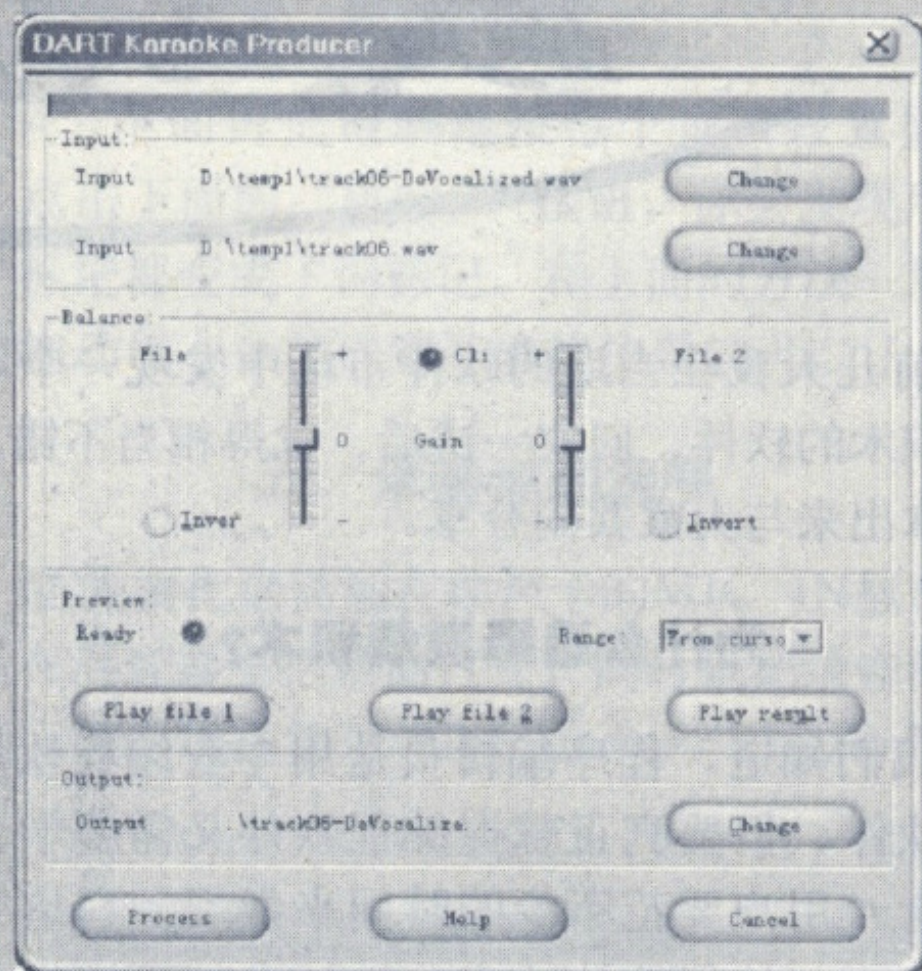 DART Karaoke Producer
Input:
Input D:\temp1\track06-DeVocalized.wav Change
Input D:\temp1\track06.wav Change
Balance:
File + Cli + File 2
0 Gain 0
Inver - - Invert
Preview:
Ready: Range: From curso
Play file 1 Play file 2 Play result
Output:
Output .\track06-DeVocalize... Change
Process Help Cancel